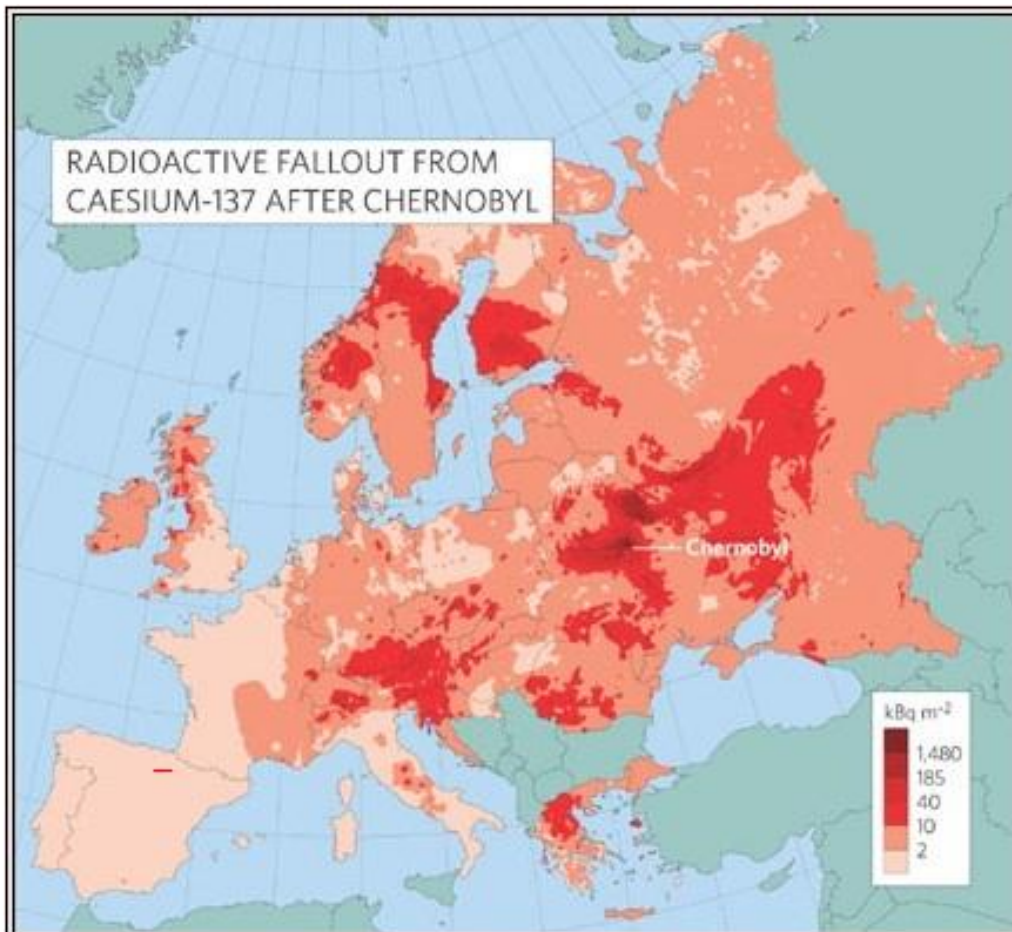 RADIOACTIVE FALLOUT FROM
CAESIUM-137 AFTER CHERNOBYL
Chernobyl
kBq m⁻²
1,480
185
40
10
2